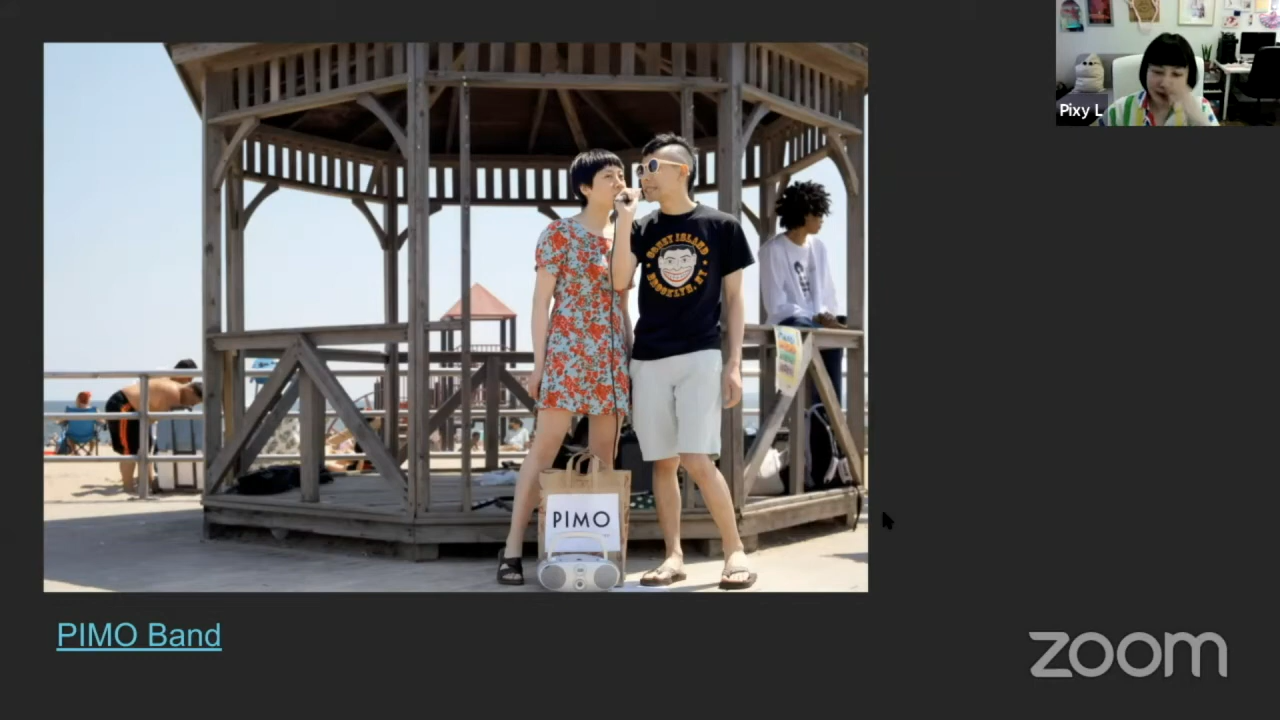 Pixy L
CONEY ISLAND
BROOKLYN, NY
PIMO
PIMO Band
zoom